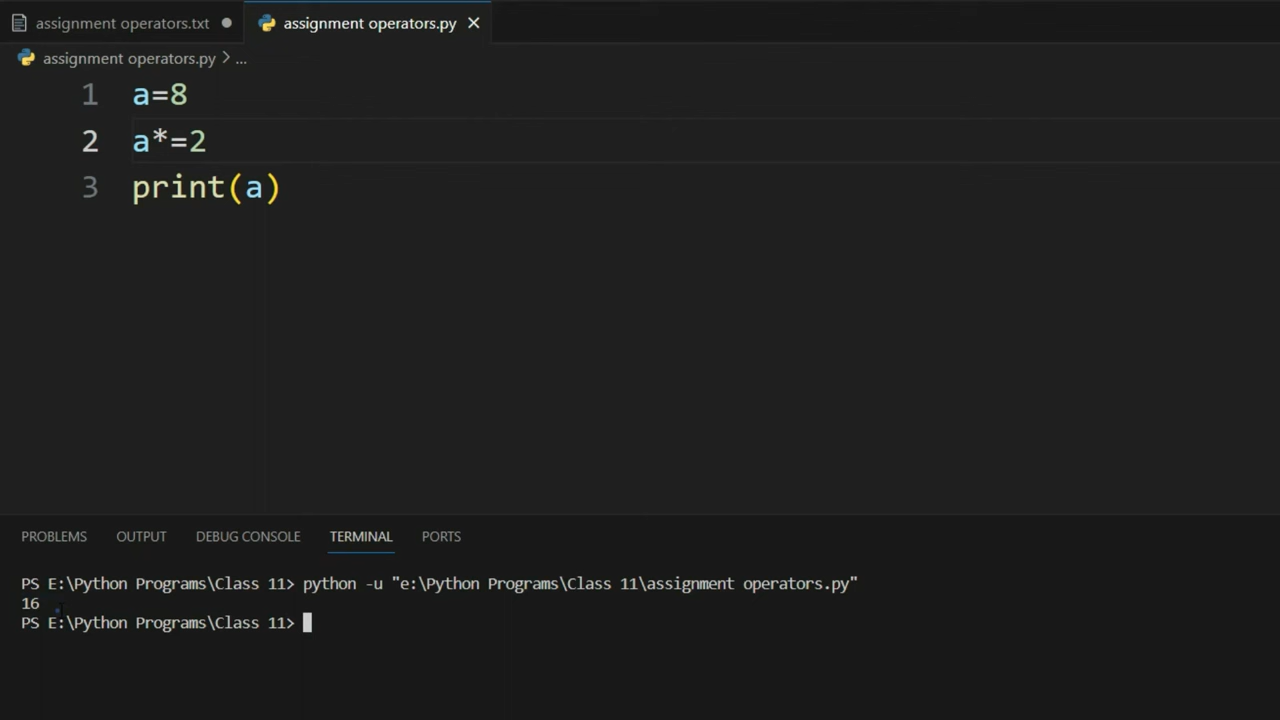 assignment operators.txt
assignment operators.py
assignment operators.py > ...
1 a=8
2 a*=2
3 print(a)
PROBLEMS OUTPUT DEBUG CONSOLE TERMINAL PORTS
PS E:\Python Programs\Class 11> python -u "e:\Python Programs\Class 11\assignment operators.py"
16
PS E:\Python Programs\Class 11>